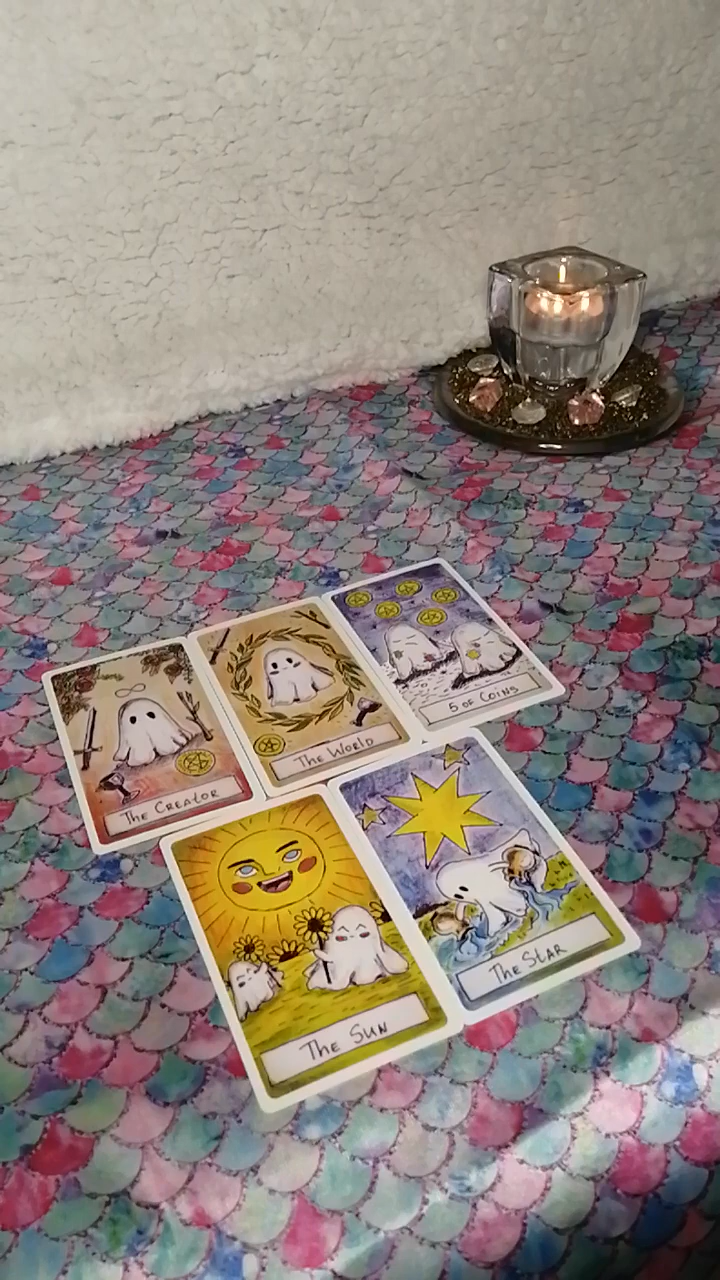 The Creator
The World
5 of Coins
The Sun
The Star